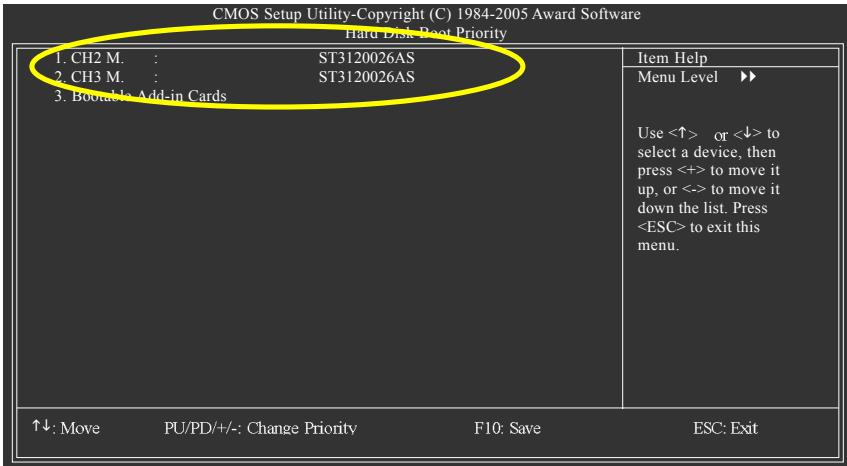 CMOS Setup Utility-Copyright (C) 1984-2005 Award Software
Hard Disk Boot Priority
1. CH2 M. : ST3120026AS
2. CH3 M. : ST3120026AS
3. Bootable Add-in Cards
Item Help
Menu Level ▸▸
Use <↑> or <↓> to
select a device, then
press <+> to move it
up, or <-> to move it
down the list. Press
<ESC> to exit this
menu.
↑↓: Move PU/PD/+/-: Change Priority F10: Save ESC: Exit